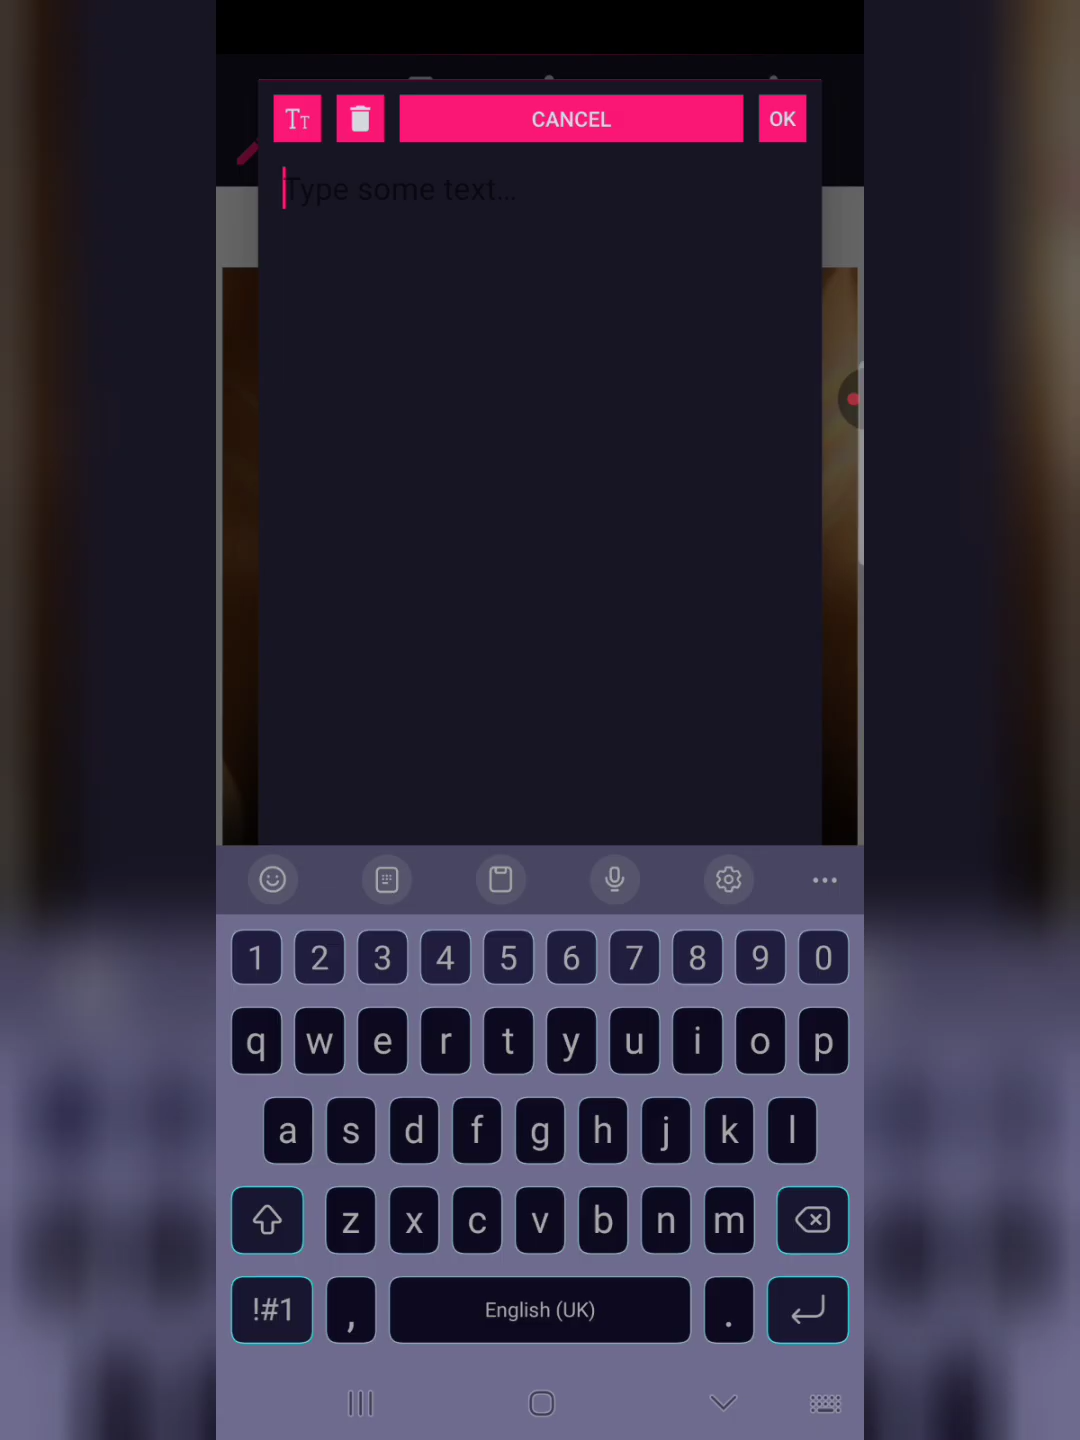 Tт CANCEL OK
Type some text...
1 2 3 4 5 6 7 8 9 0
q w e r t y u i o p
a s d f g h j k l
z x c v b n m
!#1 , English (UK) .